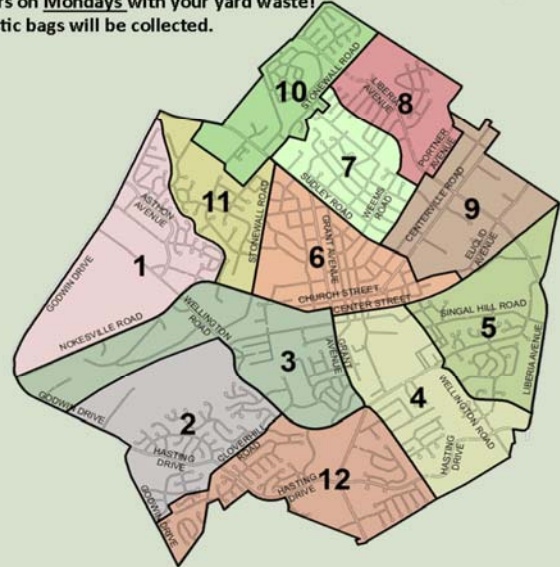 rs on Mondays with your yard waste!
tic bags will be collected.
10
STONEWALL ROAD
LIBERIA
AVENUE
8
PORTNER
AVENUE
7
SUDLEY ROAD
WEEMS
ROAD
CENTERVILLE ROAD
9
EUCLID
AVENUE
ASTHON
AVENUE
11
STONEWALL ROAD
6
GRANT AVENUE
1
GODWIN DRIVE
NOKESVILLE ROAD
WELLINGTON
ROAD
CHURCH STREET
CENTER STREET
SINGAL HILL ROAD
5
LIBERIA AVENUE
3
GRANT
AVENUE
4
WELLINGTON ROAD
HASTING
DRIVE
GODWIN DRIVE
2
HASTING
DRIVE
CLOVERHILL
ROAD
GODWIN DRIVE
HASTING
DRIVE
12